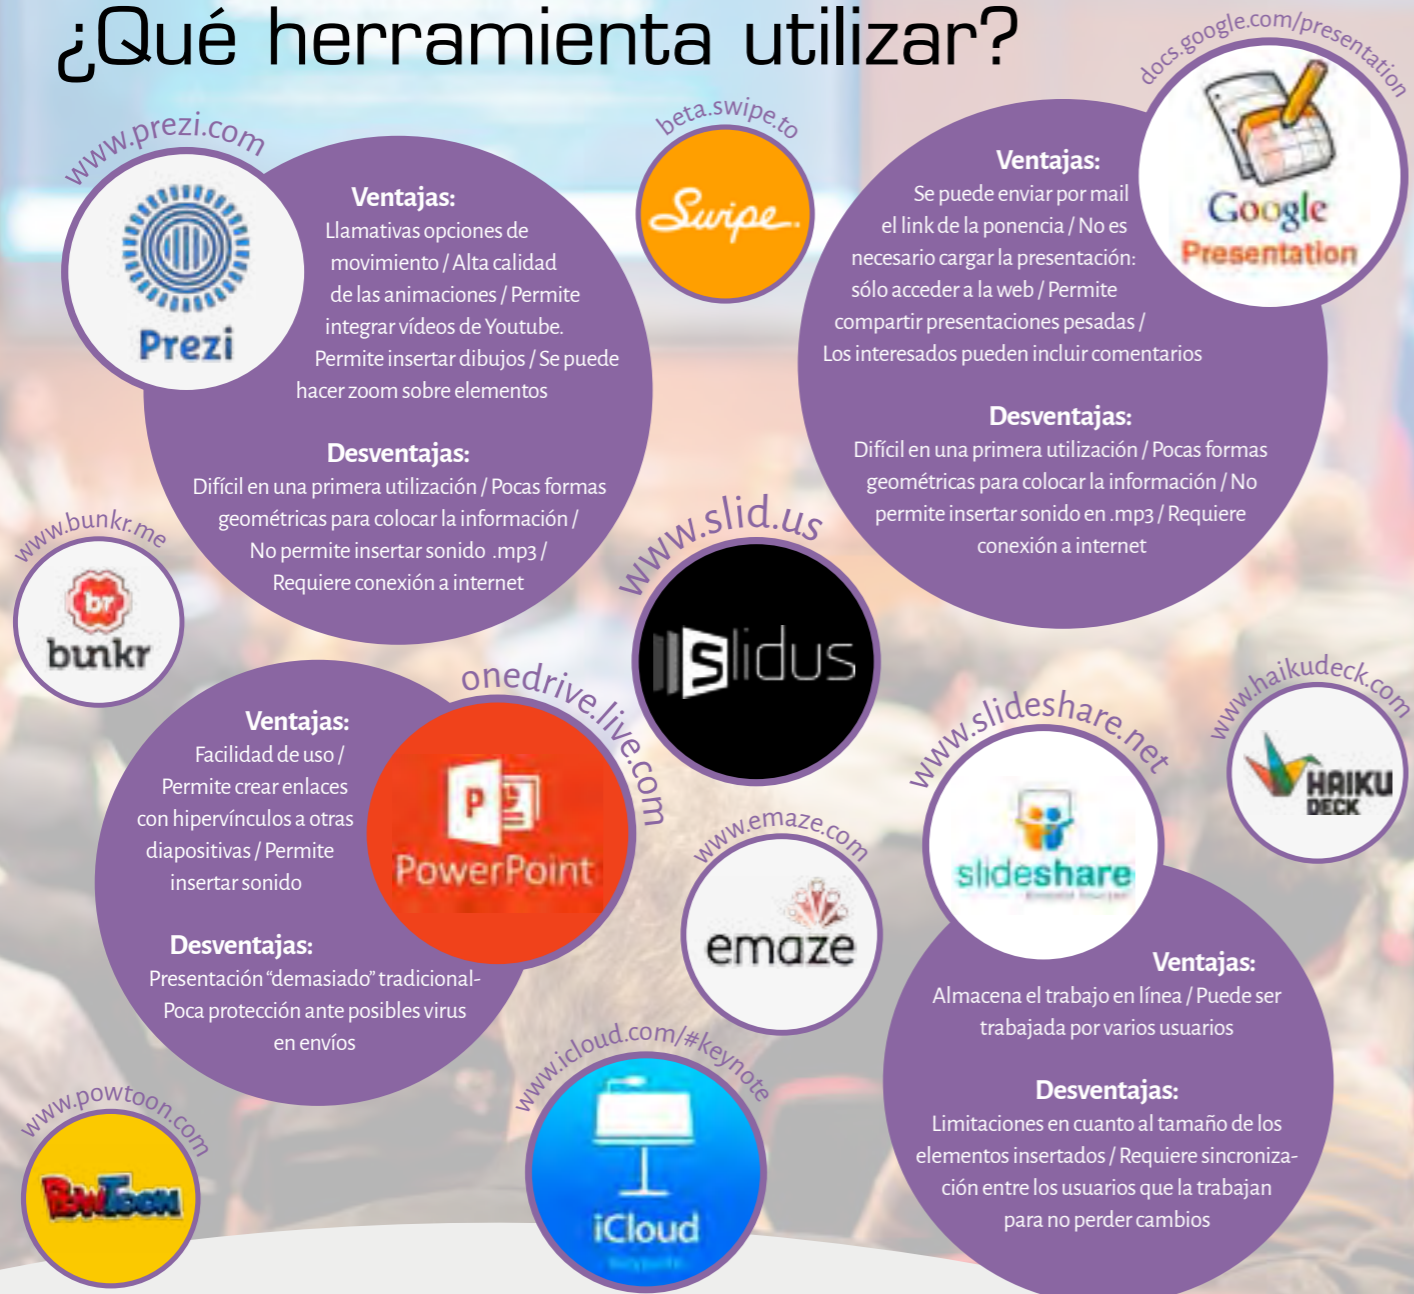 ¿Qué herramienta utilizar?
www.prezi.com
Prezi
Ventajas:
Llamativas opciones de
movimiento / Alta calidad
de las animaciones / Permite
integrar vídeos de Youtube.
Permite insertar dibujos / Se puede
hacer zoom sobre elementos
Desventajas:
Difícil en una primera utilización / Pocas formas
geométricas para colocar la información /
No permite insertar sonido .mp3 /
Requiere conexión a internet
beta.swipe.to
Swipe
docs.google.com/presentation
Google
Presentation
Ventajas:
Se puede enviar por mail
el link de la ponencia / No es
necesario cargar la presentación:
sólo acceder a la web / Permite
compartir presentaciones pesadas /
Los interesados pueden incluir comentarios
Desventajas:
Difícil en una primera utilización / Pocas formas
geométricas para colocar la información / No
permite insertar sonido en .mp3 / Requiere
conexión a internet
www.bunkr.me
br
bunkr
www.slid.us
slidus
onedrive.live.com
P
PowerPoint
Ventajas:
Facilidad de uso /
Permite crear enlaces
con hipervínculos a otras
diapositivas / Permite
insertar sonido
Desventajas:
Presentación “demasiado” tradicional-
Poca protección ante posibles virus
en envíos
www.emaze.com
emaze
www.slideshare.net
slideshare
www.haikudeck.com
HAIKU
DECK
Ventajas:
Almacena el trabajo en línea / Puede ser
trabajada por varios usuarios
Desventajas:
Limitaciones en cuanto al tamaño de los
elementos insertados / Requiere sincroniza-
ción entre los usuarios que la trabajan
para no perder cambios
www.powtoon.com
PowToon
www.icloud.com/#keynote
iCloud